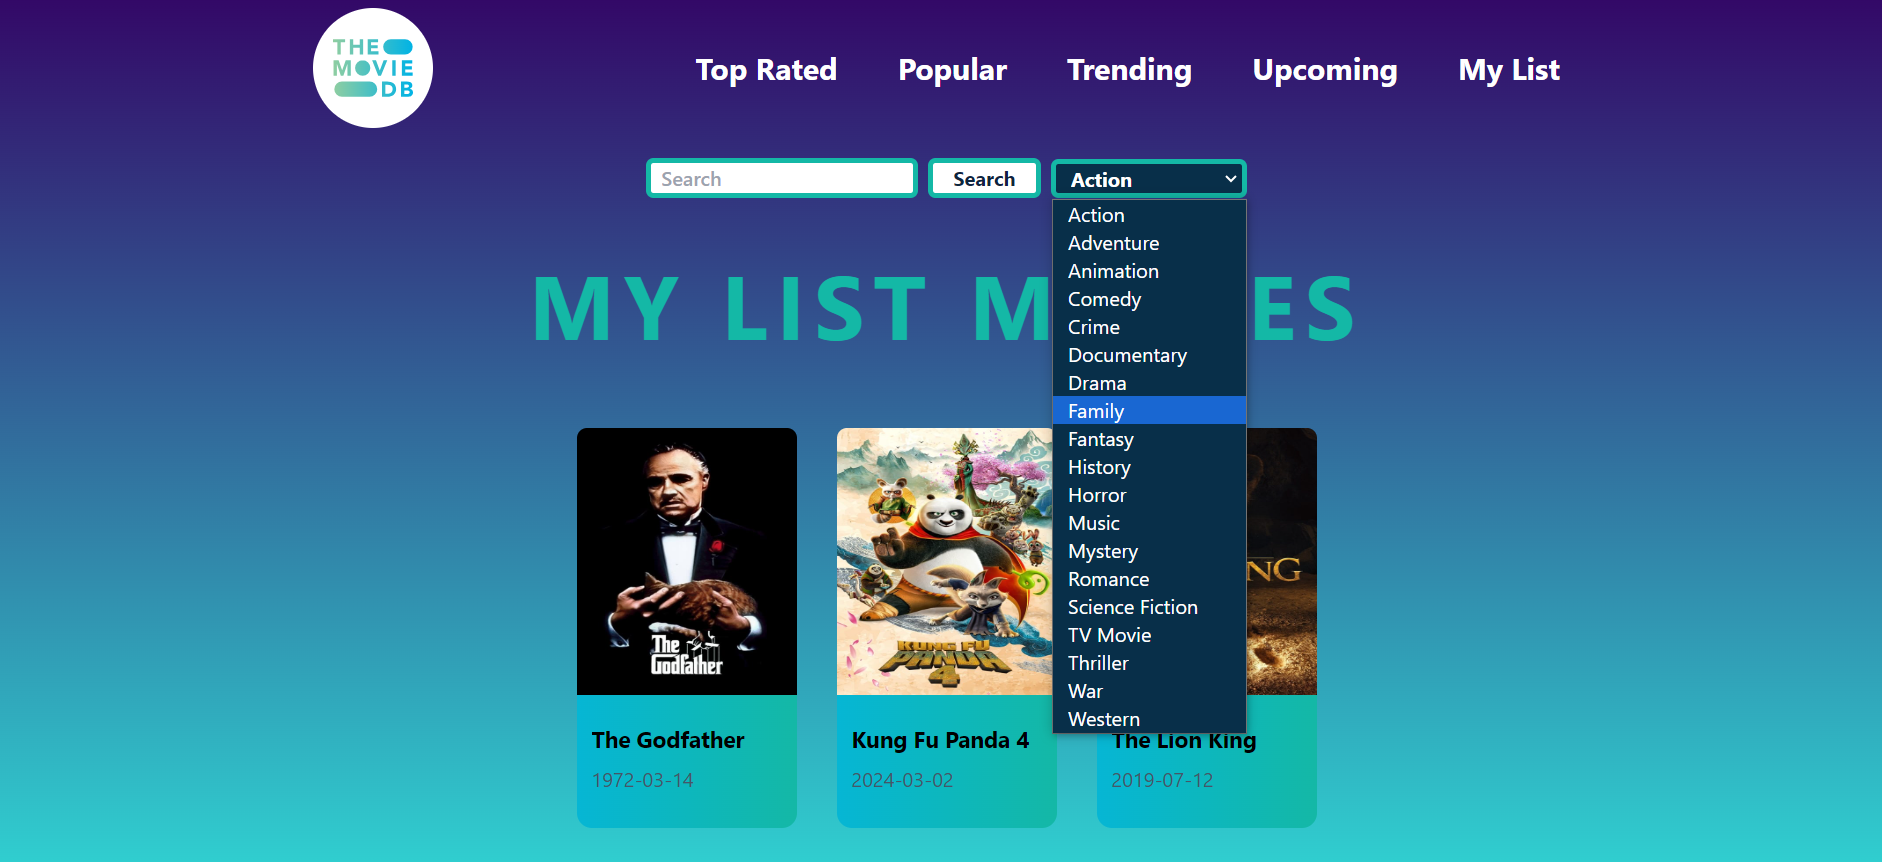 THE
MOVIE
DB
Top Rated
Popular
Trending
Upcoming
My List
Search
Search
Action
Action
Adventure
Animation
Comedy
Crime
Documentary
Drama
Family
Fantasy
History
Horror
Music
Mystery
Romance
Science Fiction
TV Movie
Thriller
War
Western
MY LIST M ES
The
Godfather
KUNG FU
PANDA
4
NG
The Godfather
1972-03-14
Kung Fu Panda 4
2024-03-02
The Lion King
2019-07-12